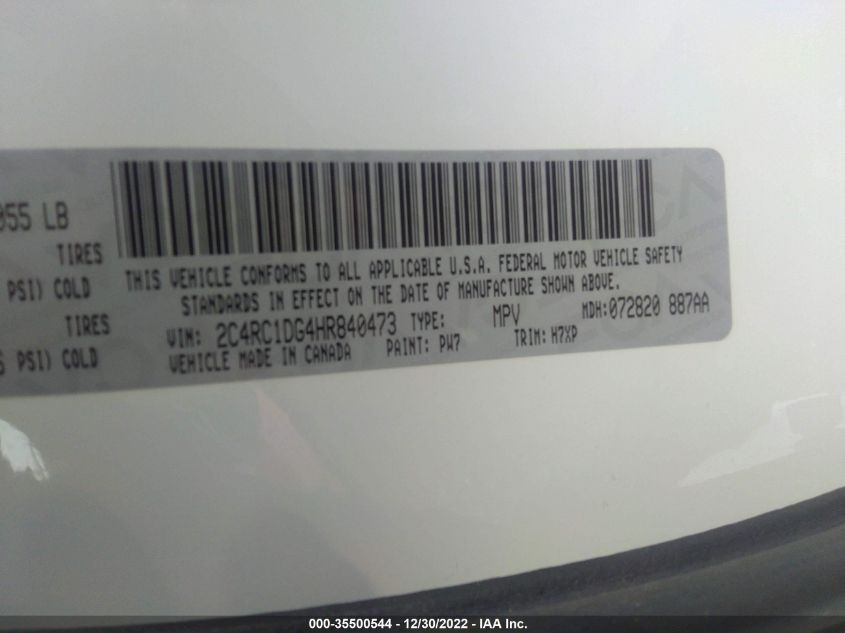 055 LB
TIRES
PSI) COLD
TIRES
PSI) COLD
THIS VEHICLE CONFORMS TO ALL APPLICABLE U.S.A. FEDERAL MOTOR VEHICLE SAFETY
STANDARDS IN EFFECT ON THE DATE OF MANUFACTURE SHOWN ABOVE.
VIN: 2C4RC1DG4HR840473 TYPE: MPV MDH:072820 887AA
VEHICLE MADE IN CANADA PAINT: PW7 TRIM: H7XP
000-35500544 - 12/30/2022 - IAA Inc.